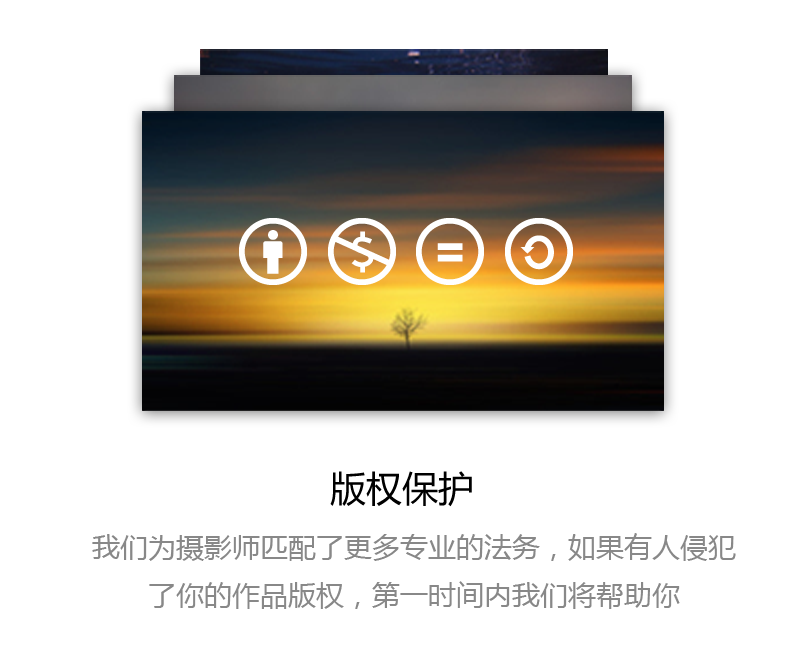 版权保护
我们为摄影师匹配了更多专业的法务，如果有人侵犯
了你的作品版权，第一时间内我们将帮助你